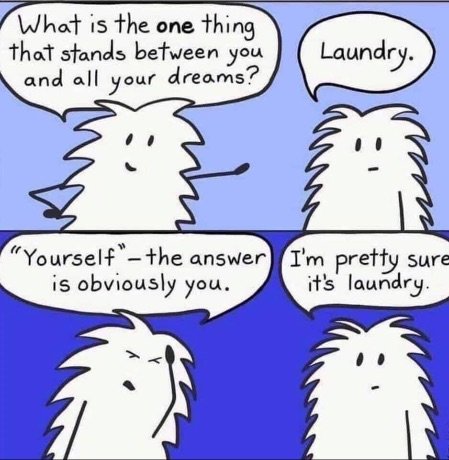 What is the one thing
that stands between you
and all your dreams?
Laundry.
"Yourself" – the answer
is obviously you.
I'm pretty sure
it's laundry.